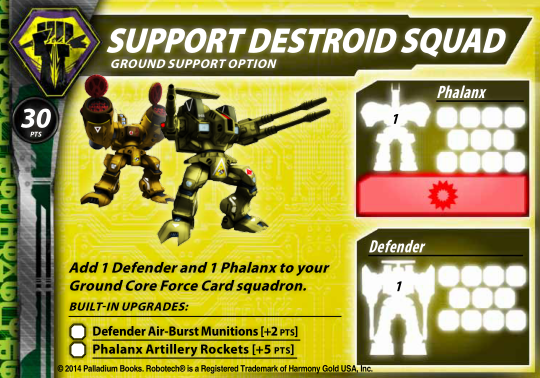 SUPPORT DESTROID SQUAD
GROUND SUPPORT OPTION
30
PTS
Phalanx
1
Defender
1
Add 1 Defender and 1 Phalanx to your
Ground Core Force Card squadron.
BUILT-IN UPGRADES:
Defender Air-Burst Munitions [+2 PTS]
Phalanx Artillery Rockets [+5 PTS]
© 2014 Palladium Books. Robotech® is a Registered Trademark of Harmony Gold USA, Inc.